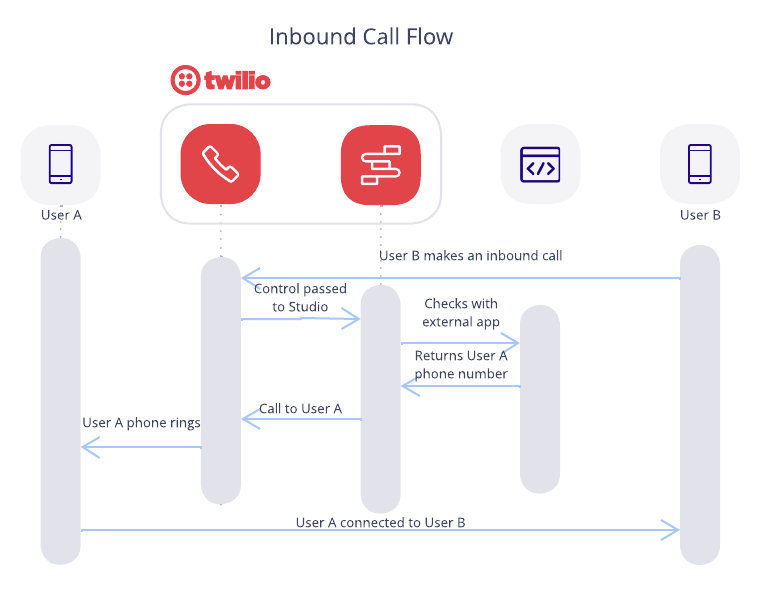 Inbound Call Flow
twilio
User A
User B
User B makes an inbound call
Control passed
to Studio
Checks with
external app
Returns User A
phone number
Call to User A
User A phone rings
User A connected to User B